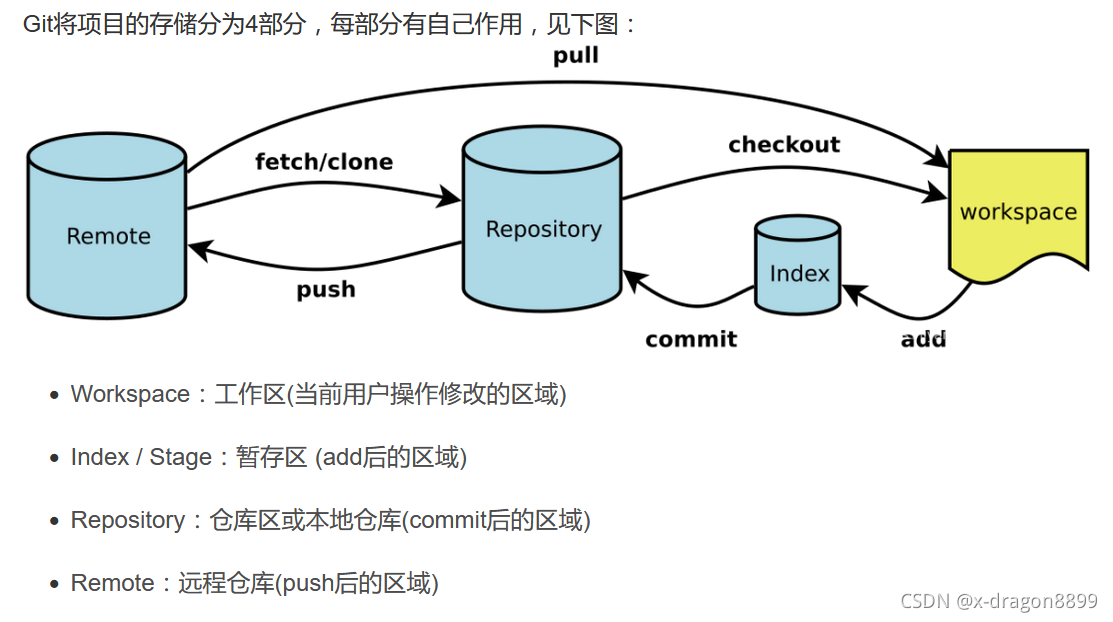 Git将项目的存储分为4部分，每部分有自己作用，见下图：
pull
fetch/clone
checkout
Remote
Repository
workspace
Index
push
commit
add
Workspace：工作区(当前用户操作修改的区域)
Index / Stage：暂存区 (add后的区域)
Repository：仓库区或本地仓库(commit后的区域)
Remote：远程仓库(push后的区域)
CSDN @x-dragon8899